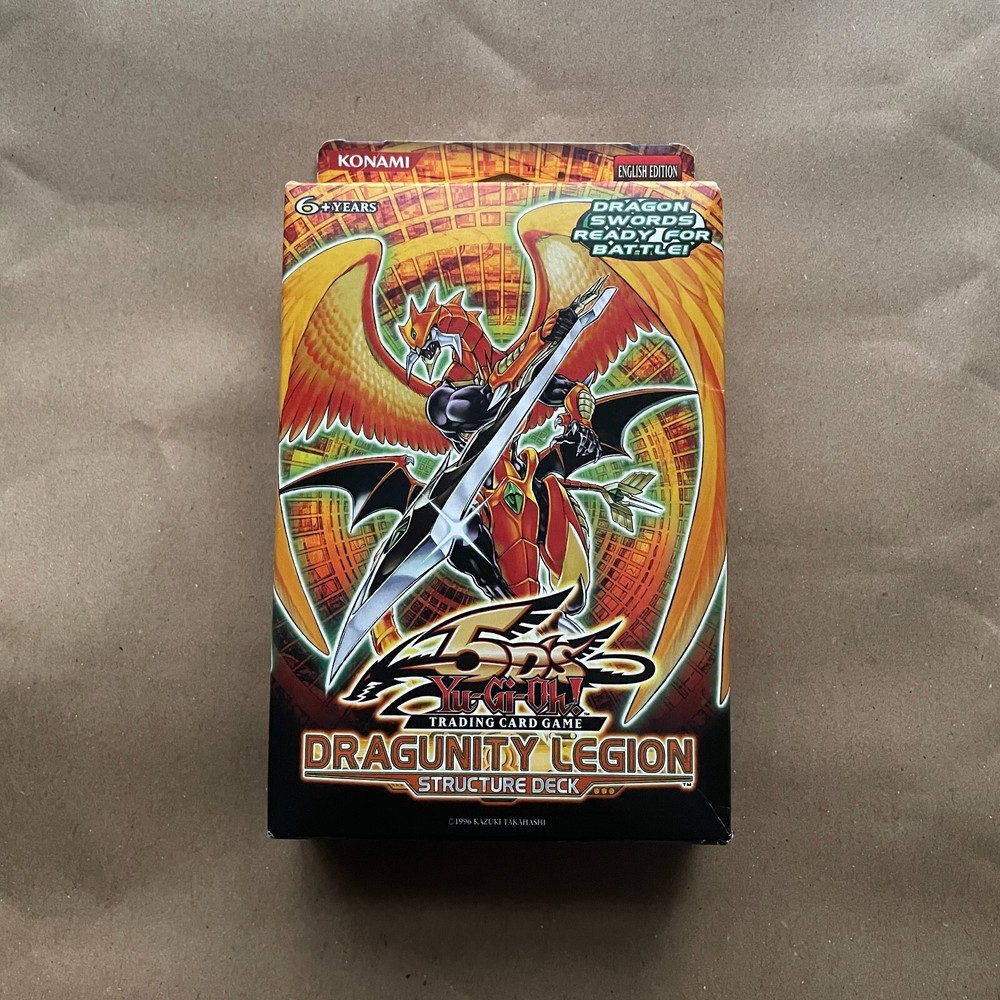 KONAMI
ENGLISH EDITION
6+YEARS
DRAGON
SWORDS
READY FOR
BATTLE!
5D's
Yu-Gi-Oh!
TRADING CARD GAME
DRAGUNITY LEGION
™
STRUCTURE DECK
©1996 KAZUKI TAKAHASHI